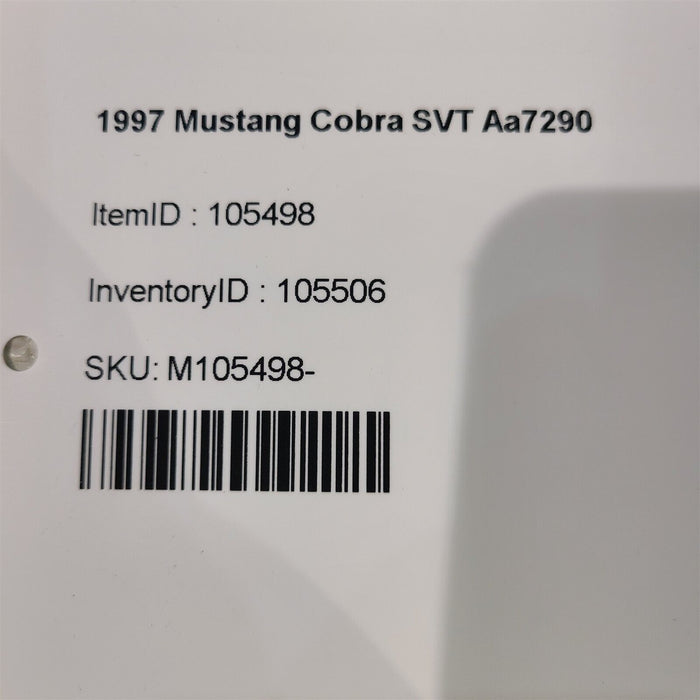 1997 Mustang Cobra SVT Aa7290
ItemID : 105498
InventoryID : 105506
SKU: M105498-